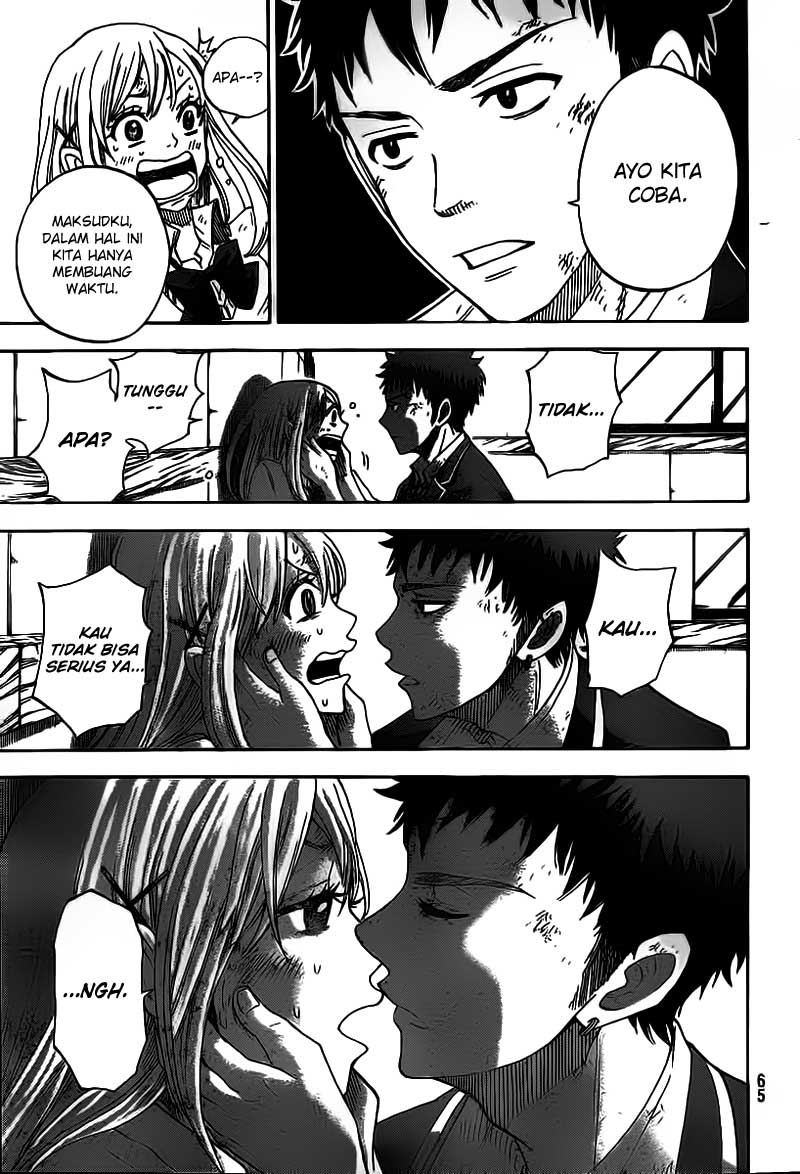 AYO KITA
COBA.
APA--?
MAKSUDKU,
DALAM HAL INI
KITA HANYA
MEMBUANG
WAKTU.
TIDAK...
TUNGGU
--
APA?
KAU...
KAU
TIDAK BISA
SERIUS YA...
...NGH.
65